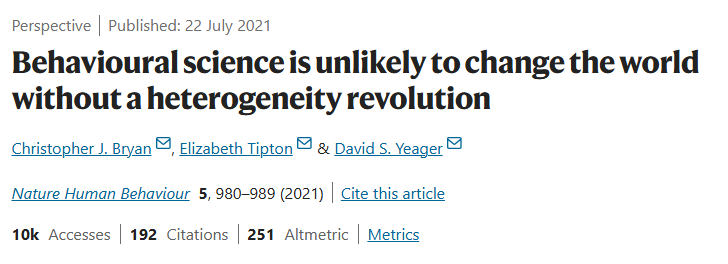 Perspective | Published: 22 July 2021
Behavioural science is unlikely to change the world
without a heterogeneity revolution
Christopher J. Bryan, Elizabeth Tipton & David S. Yeager
Nature Human Behaviour 5, 980–989 (2021) | Cite this article
10k Accesses | 192 Citations | 251 Altmetric | Metrics